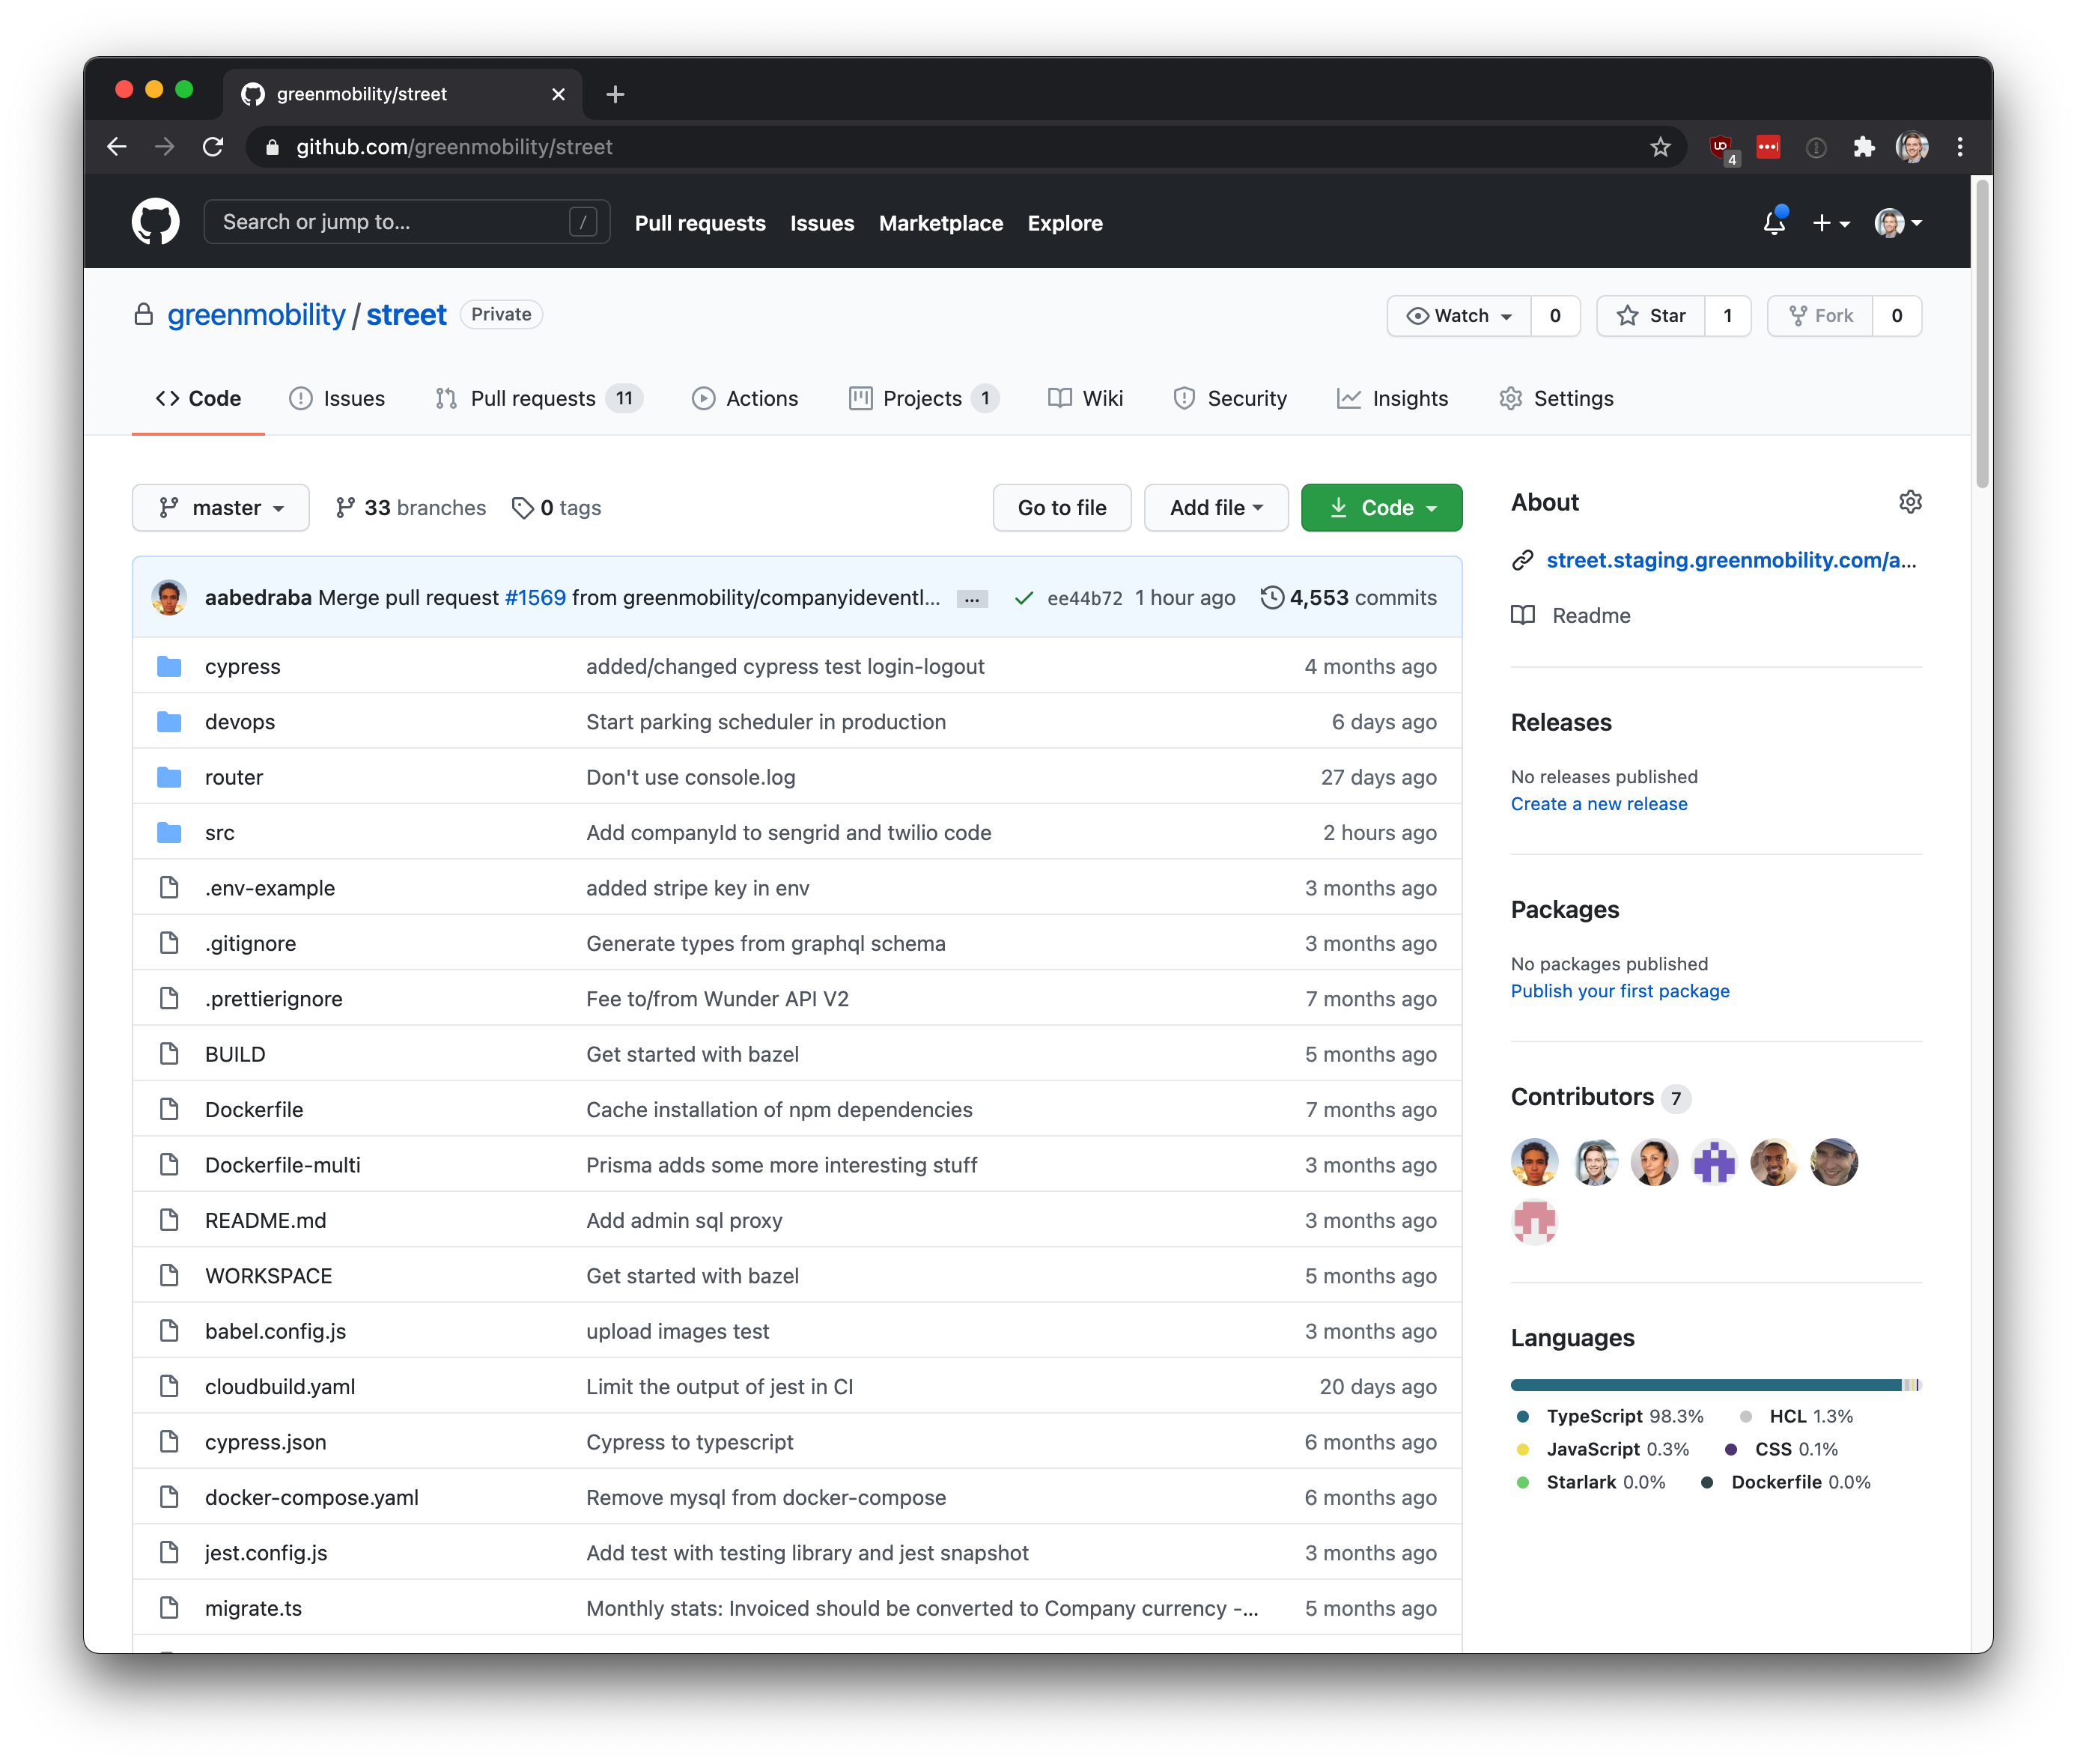 greenmobility/street
github.com/greenmobility/street
4
Search or jump to... /
Pull requests Issues Marketplace Explore
greenmobility / street Private
Watch 0 Star 1 Fork 0
Code Issues Pull requests 11 Actions Projects 1 Wiki Security Insights Settings
master 33 branches 0 tags Go to file Add file Code
aabedraba Merge pull request #1569 from greenmobility/companyideventl... ... ee44b72 1 hour ago 4,553 commits
cypress added/changed cypress test login-logout 4 months ago
devops Start parking scheduler in production 6 days ago
router Don't use console.log 27 days ago
src Add companyId to sengrid and twilio code 2 hours ago
.env-example added stripe key in env 3 months ago
.gitignore Generate types from graphql schema 3 months ago
.prettierignore Fee to/from Wunder API V2 7 months ago
BUILD Get started with bazel 5 months ago
Dockerfile Cache installation of npm dependencies 7 months ago
Dockerfile-multi Prisma adds some more interesting stuff 3 months ago
README.md Add admin sql proxy 3 months ago
WORKSPACE Get started with bazel 5 months ago
babel.config.js upload images test 3 months ago
cloudbuild.yaml Limit the output of jest in CI 20 days ago
cypress.json Cypress to typescript 6 months ago
docker-compose.yaml Remove mysql from docker-compose 6 months ago
jest.config.js Add test with testing library and jest snapshot 3 months ago
migrate.ts Monthly stats: Invoiced should be converted to Company currency -... 5 months ago
About
street.staging.greenmobility.com/a...
Readme
Releases
No releases published
Create a new release
Packages
No packages published
Publish your first package
Contributors 7
Languages
TypeScript 98.3% HCL 1.3%
JavaScript 0.3% CSS 0.1%
Starlark 0.0% Dockerfile 0.0%